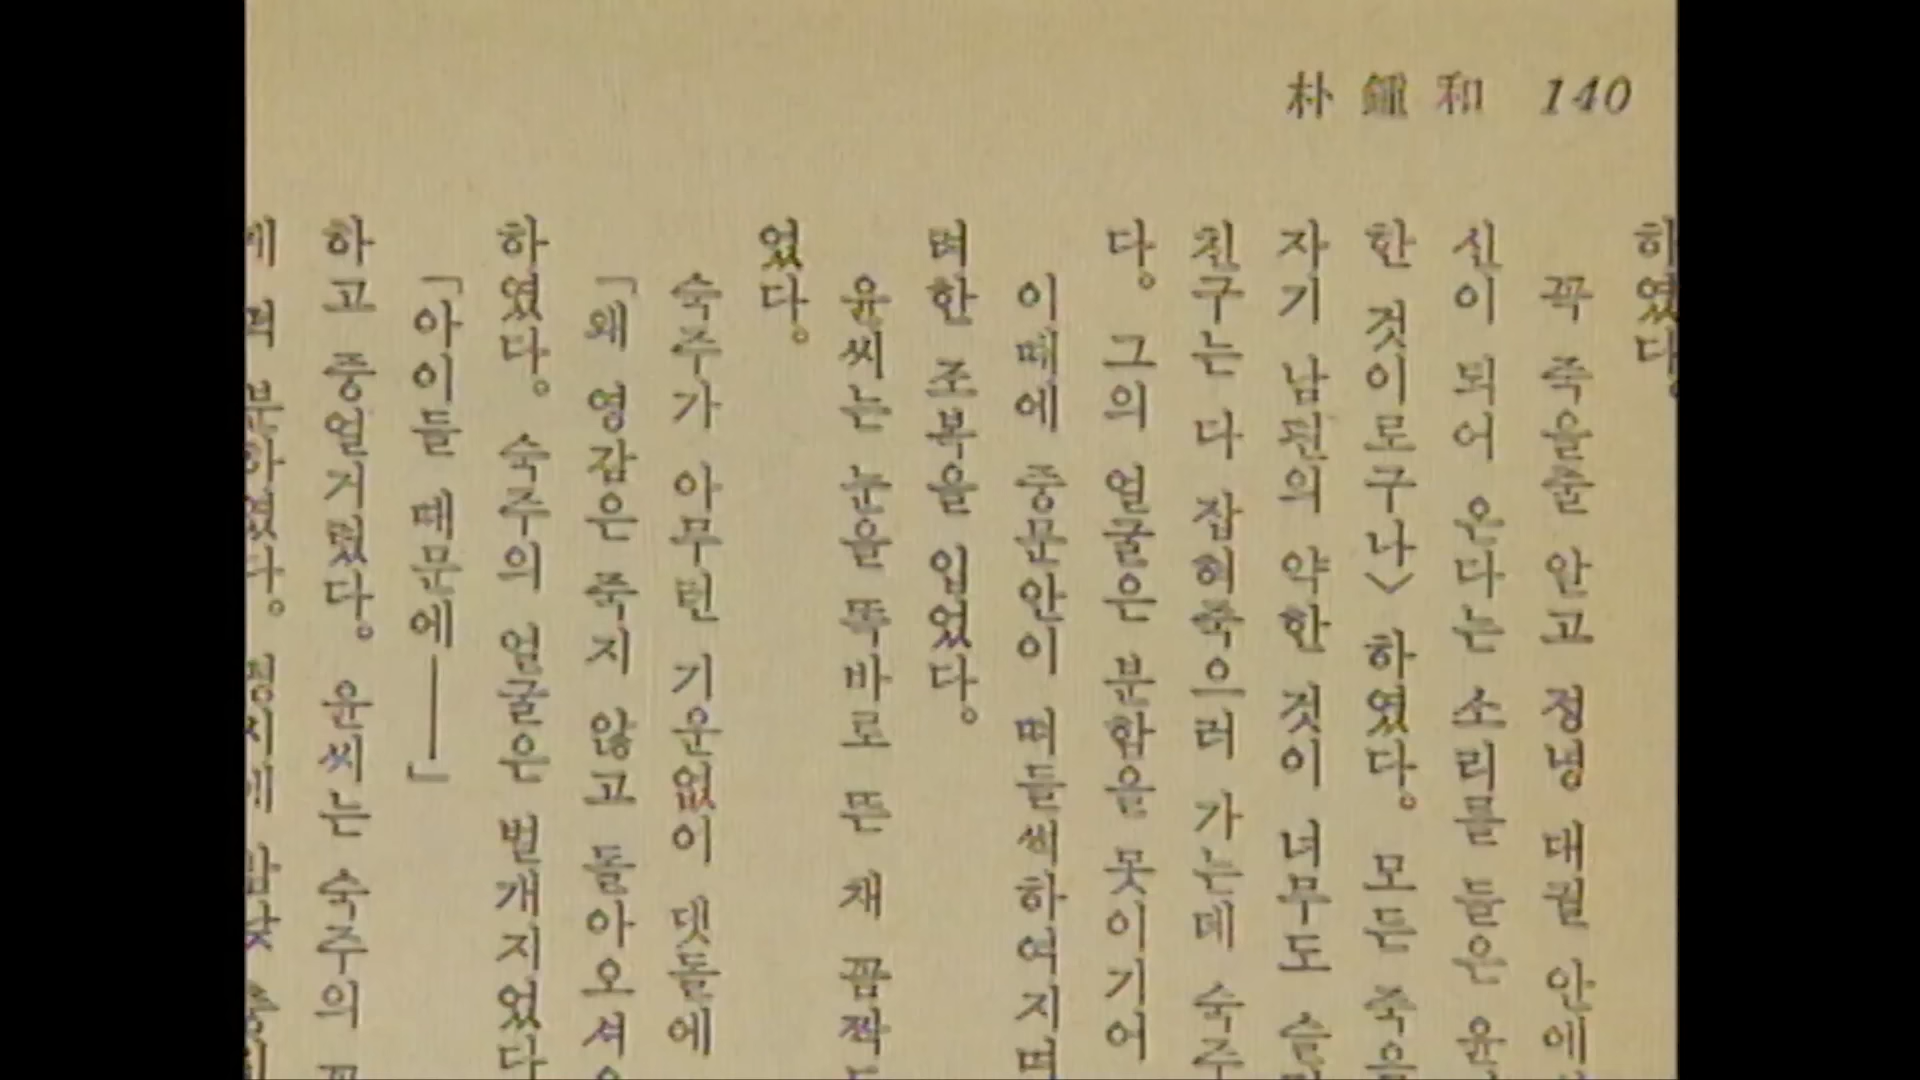 朴鍾和 140
하였다。
꼭 죽을줄 안고 정녕 대궐 안에
신이 되어 온다는 소리를 들은 윤
한 것이로구나〉 하였다。 모든 죽음
자기 남편의 약한 것이 너무도 슬
친구는 다 잡혀죽으러 가는데 숙주
다。 그의 얼굴은 분함을 못이기어
이때에 중문안이 떠들썩하여지며
려한 조복을 입었다。
윤씨는 눈을 똑바로 뜬 채 꼼짝
었다。
숙주가 아무런 기운없이 댓돌에
「왜 영감은 죽지 않고 돌아오셔
하였다。 숙주의 얼굴은 벌개지었다
「아이들 때문에――」
하고 중얼거렸다。 윤씨는 숙주의
분하였다。